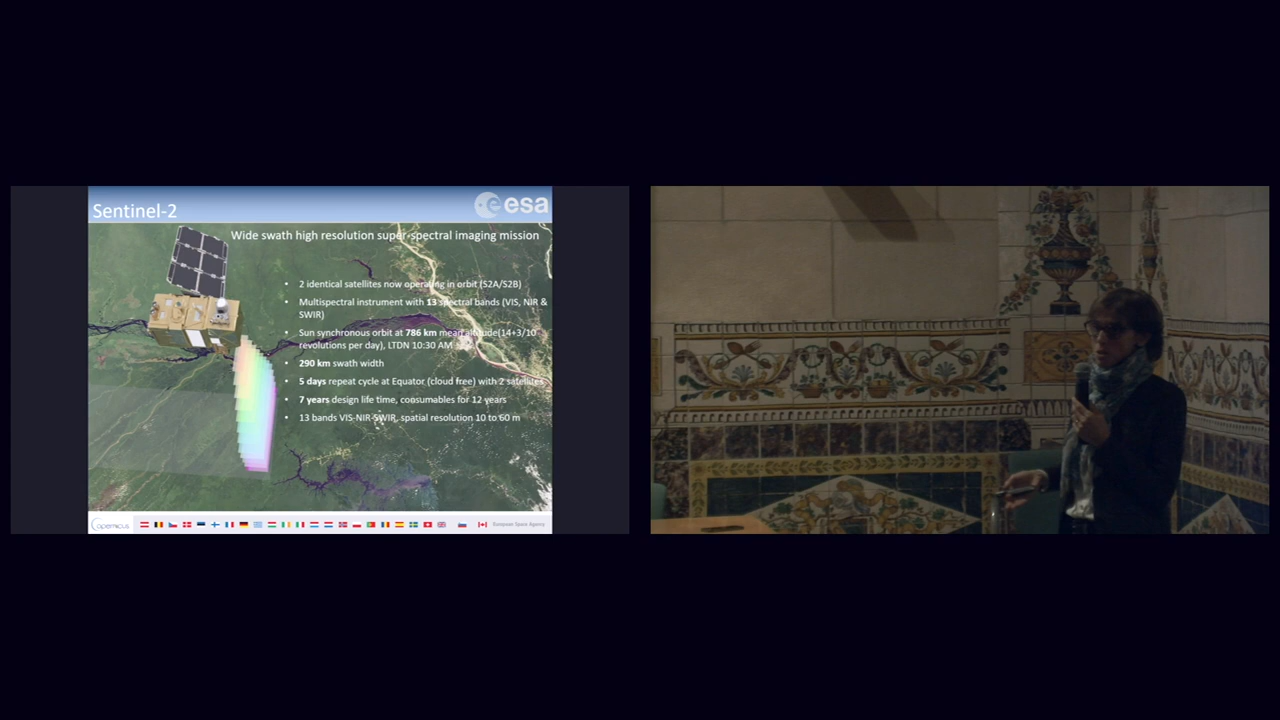 Sentinel-2
esa
Wide swath high resolution super-spectral imaging mission
• 2 identical satellites now operating in orbit (S2A/S2B)
• Multispectral instrument with 13 spectral bands (VIS, NIR &
SWIR)
• Sun synchronous orbit at 786 km mean altitude(14+3/10
revolutions per day), LTDN 10:30 AM
• 290 km swath width
• 5 days repeat cycle at Equator (cloud free) with 2 satellites
• 7 years design life time, consumables for 12 years
• 13 bands VIS-NIR-SWIR, spatial resolution 10 to 60 m
opernicus
European Space Agency